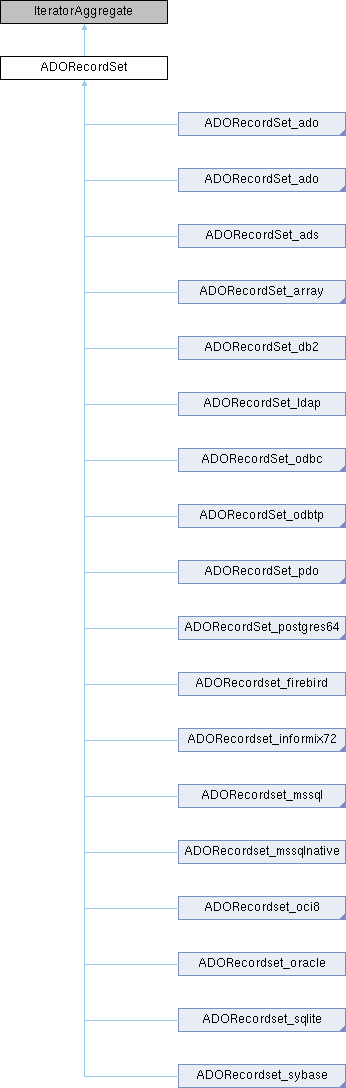 IteratorAggregate
ADORecordSet
ADORecordSet_ado
ADORecordSet_ado
ADORecordSet_ads
ADORecordSet_array
ADORecordSet_db2
ADORecordSet_ldap
ADORecordSet_odbc
ADORecordSet_odbtp
ADORecordSet_pdo
ADORecordSet_postgres64
ADORecordset_firebird
ADORecordset_informix72
ADORecordset_mssql
ADORecordset_mssqlnative
ADORecordset_oci8
ADORecordset_oracle
ADORecordset_sqlite
ADORecordset_sybase